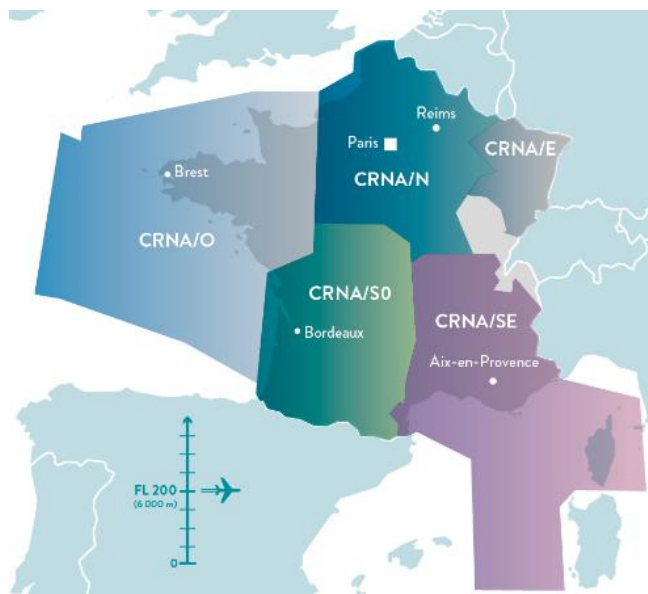 Reims
CRNA/E
Paris
CRNA/N
Brest
CRNA/O
CRNA/S0
CRNA/SE
Bordeaux
Aix-en-Provence
FL 200
(6 000 m)
0